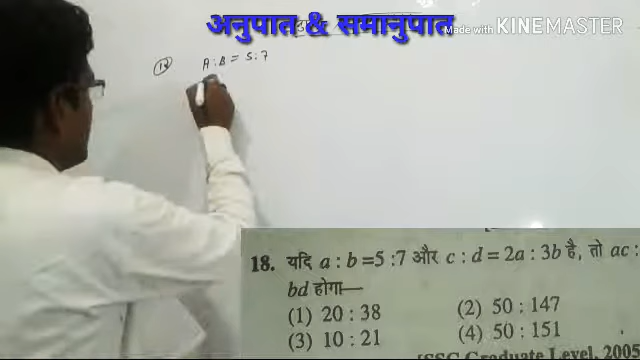 अनुपात & समानुपात
Made with KINEMASTER
(18) A:B = 5:7
18. यदि a : b =5 :7 और c : d = 2a : 3b है, तो ac :
bd होगा—
(1) 20 : 38 (2) 50 : 147
(3) 10 : 21 (4) 50 : 151
[SSC Graduate Level, 2005